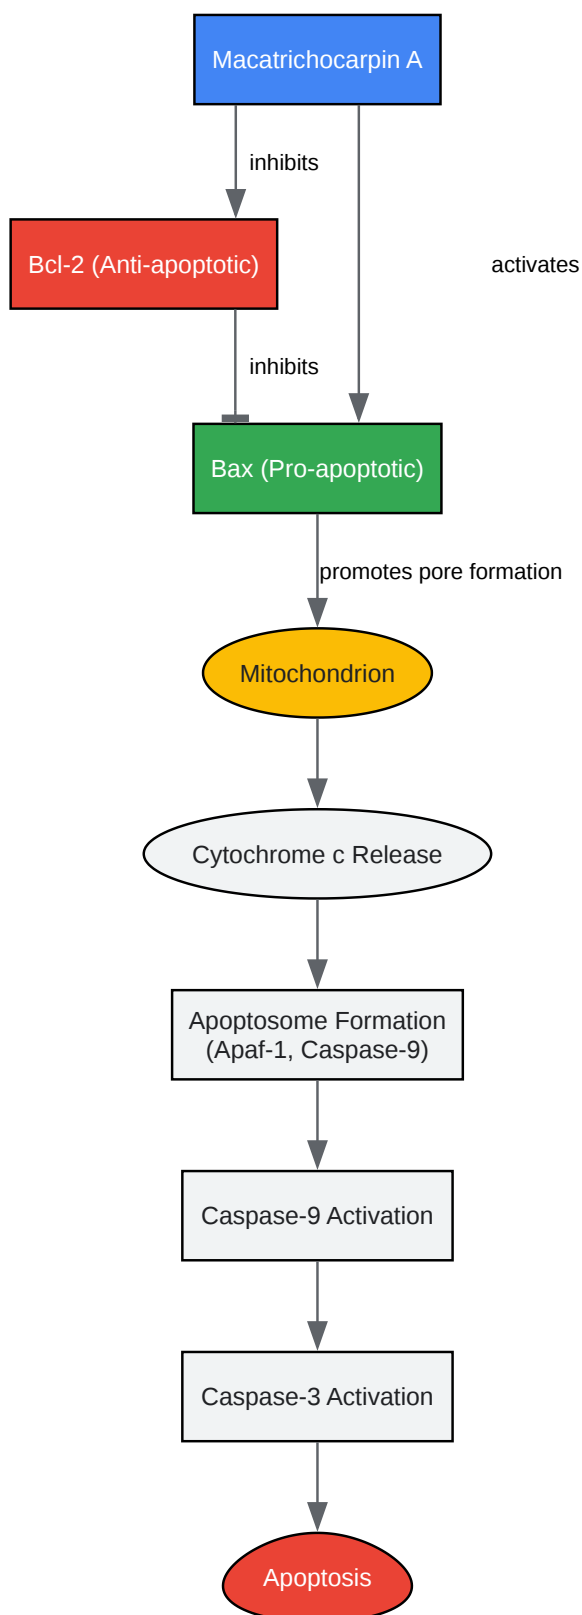 Macatrichocarpin A
inhibits
Bcl-2 (Anti-apoptotic)
activates
inhibits
Bax (Pro-apoptotic)
promotes pore formation
Mitochondrion
Cytochrome c Release
Apoptosome Formation
(Apaf-1, Caspase-9)
Caspase-9 Activation
Caspase-3 Activation
Apoptosis